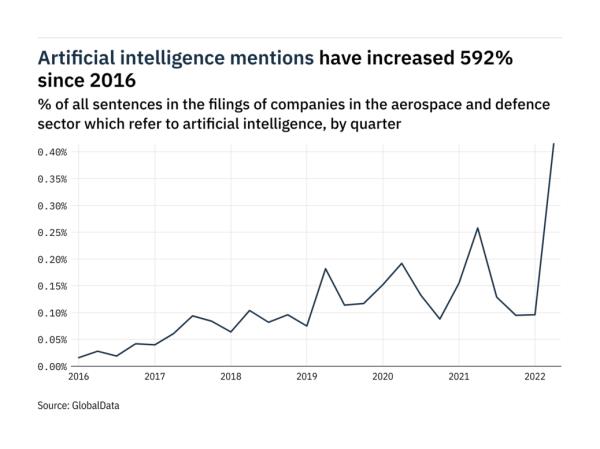 Artificial intelligence mentions have increased 592%
since 2016
% of all sentences in the filings of companies in the aerospace and defence
sector which refer to artificial intelligence, by quarter
0.40%
0.35%
0.30%
0.25%
0.20%
0.15%
0.10%
0.05%
0.00%
2016 2017 2018 2019 2020 2021 2022
Source: GlobalData